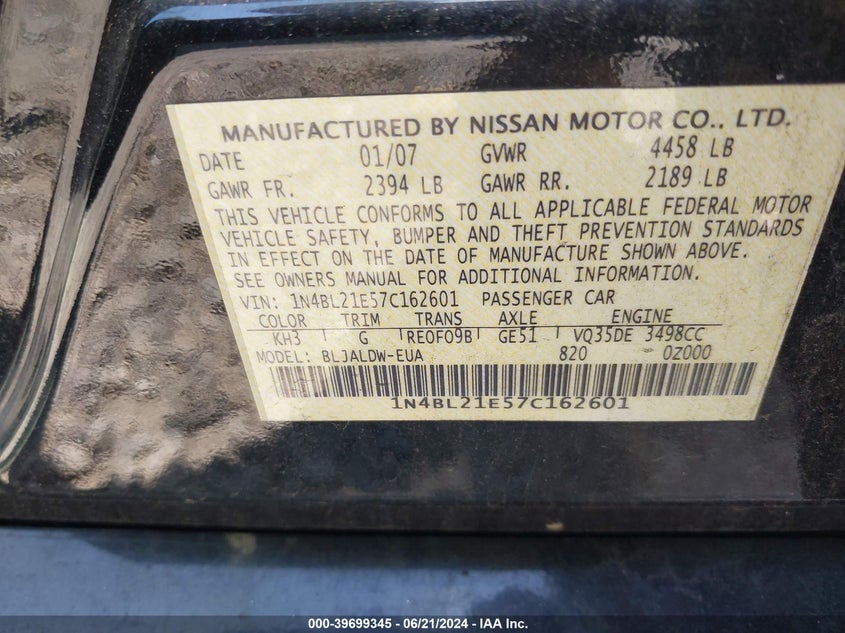 MANUFACTURED BY NISSAN MOTOR CO., LTD.
DATE 01/07 GVWR 4458 LB
GAWR FR. 2394 LB GAWR RR. 2189 LB
THIS VEHICLE CONFORMS TO ALL APPLICABLE FEDERAL MOTOR
VEHICLE SAFETY, BUMPER AND THEFT PREVENTION STANDARDS
IN EFFECT ON THE DATE OF MANUFACTURE SHOWN ABOVE.
SEE OWNERS MANUAL FOR ADDITIONAL INFORMATION.
VIN: 1N4BL21E57C162601 PASSENGER CAR
COLOR TRIM TRANS AXLE ENGINE
KH3 G RE0F09B GE51 VQ35DE 3498CC
MODEL: BLJALDW-EUA 820 0Z000
1N4BL21E57C162601
000-39699345 - 06/21/2024 - IAA Inc.